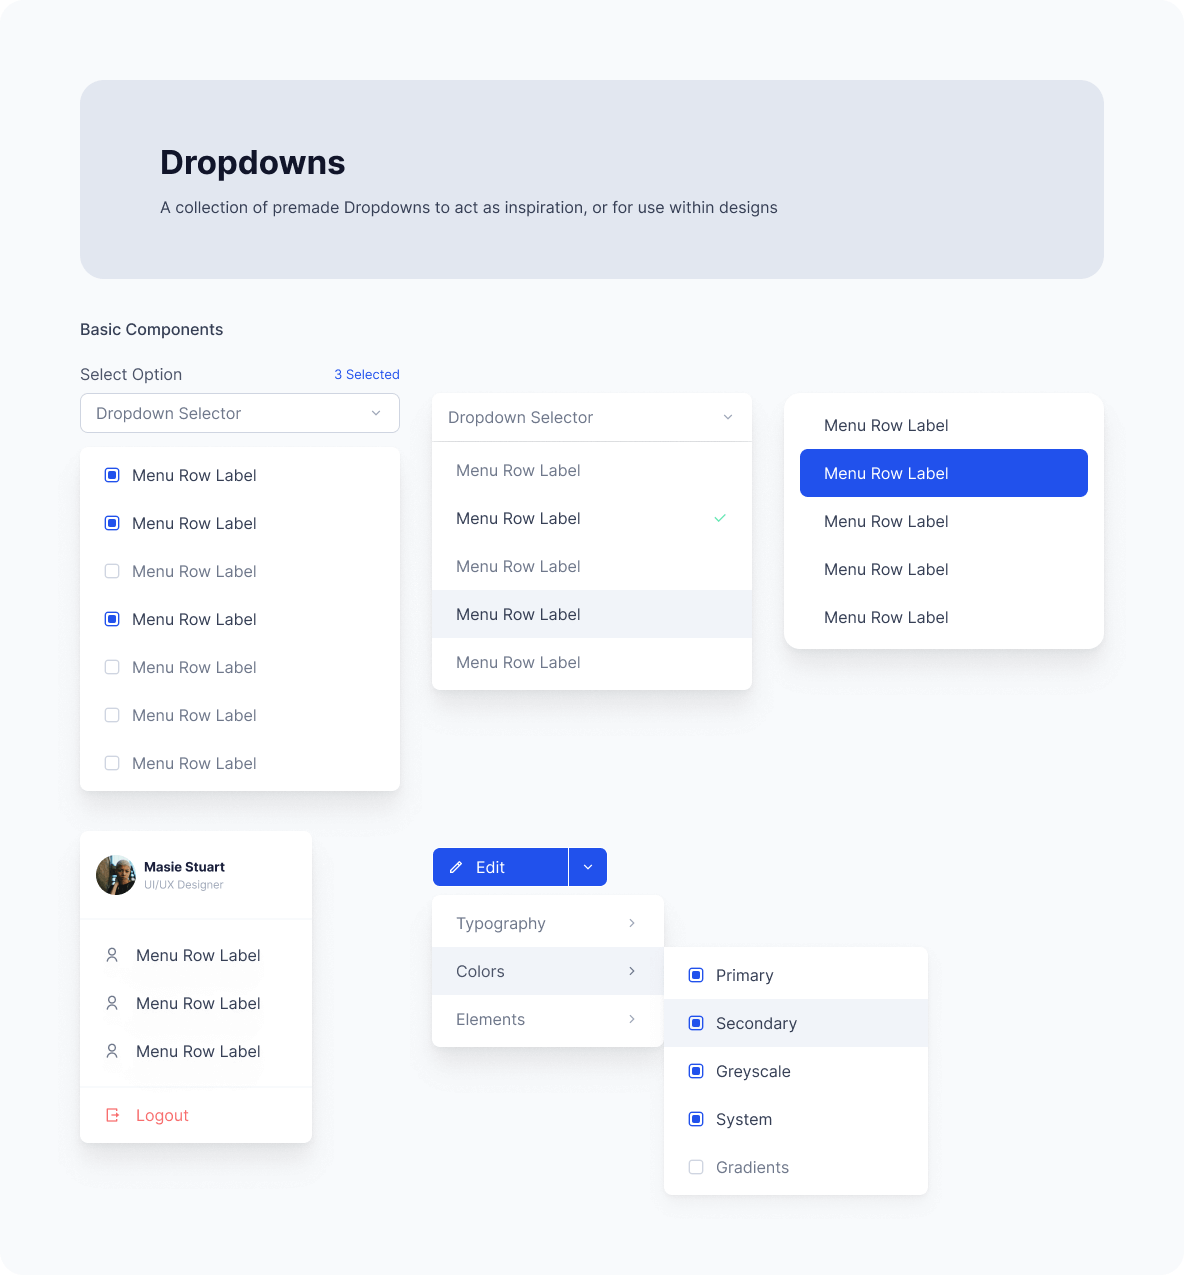 Dropdowns
A collection of premade Dropdowns to act as inspiration, or for use within designs
Basic Components
Select Option
3 Selected
Dropdown Selector
Menu Row Label
Menu Row Label
Menu Row Label
Menu Row Label
Menu Row Label
Menu Row Label
Menu Row Label
Dropdown Selector
Menu Row Label
Menu Row Label
Menu Row Label
Menu Row Label
Menu Row Label
Menu Row Label
Menu Row Label
Menu Row Label
Menu Row Label
Menu Row Label
Masie Stuart
UI/UX Designer
Menu Row Label
Menu Row Label
Menu Row Label
Logout
Edit
Typography
Colors
Elements
Primary
Secondary
Greyscale
System
Gradients